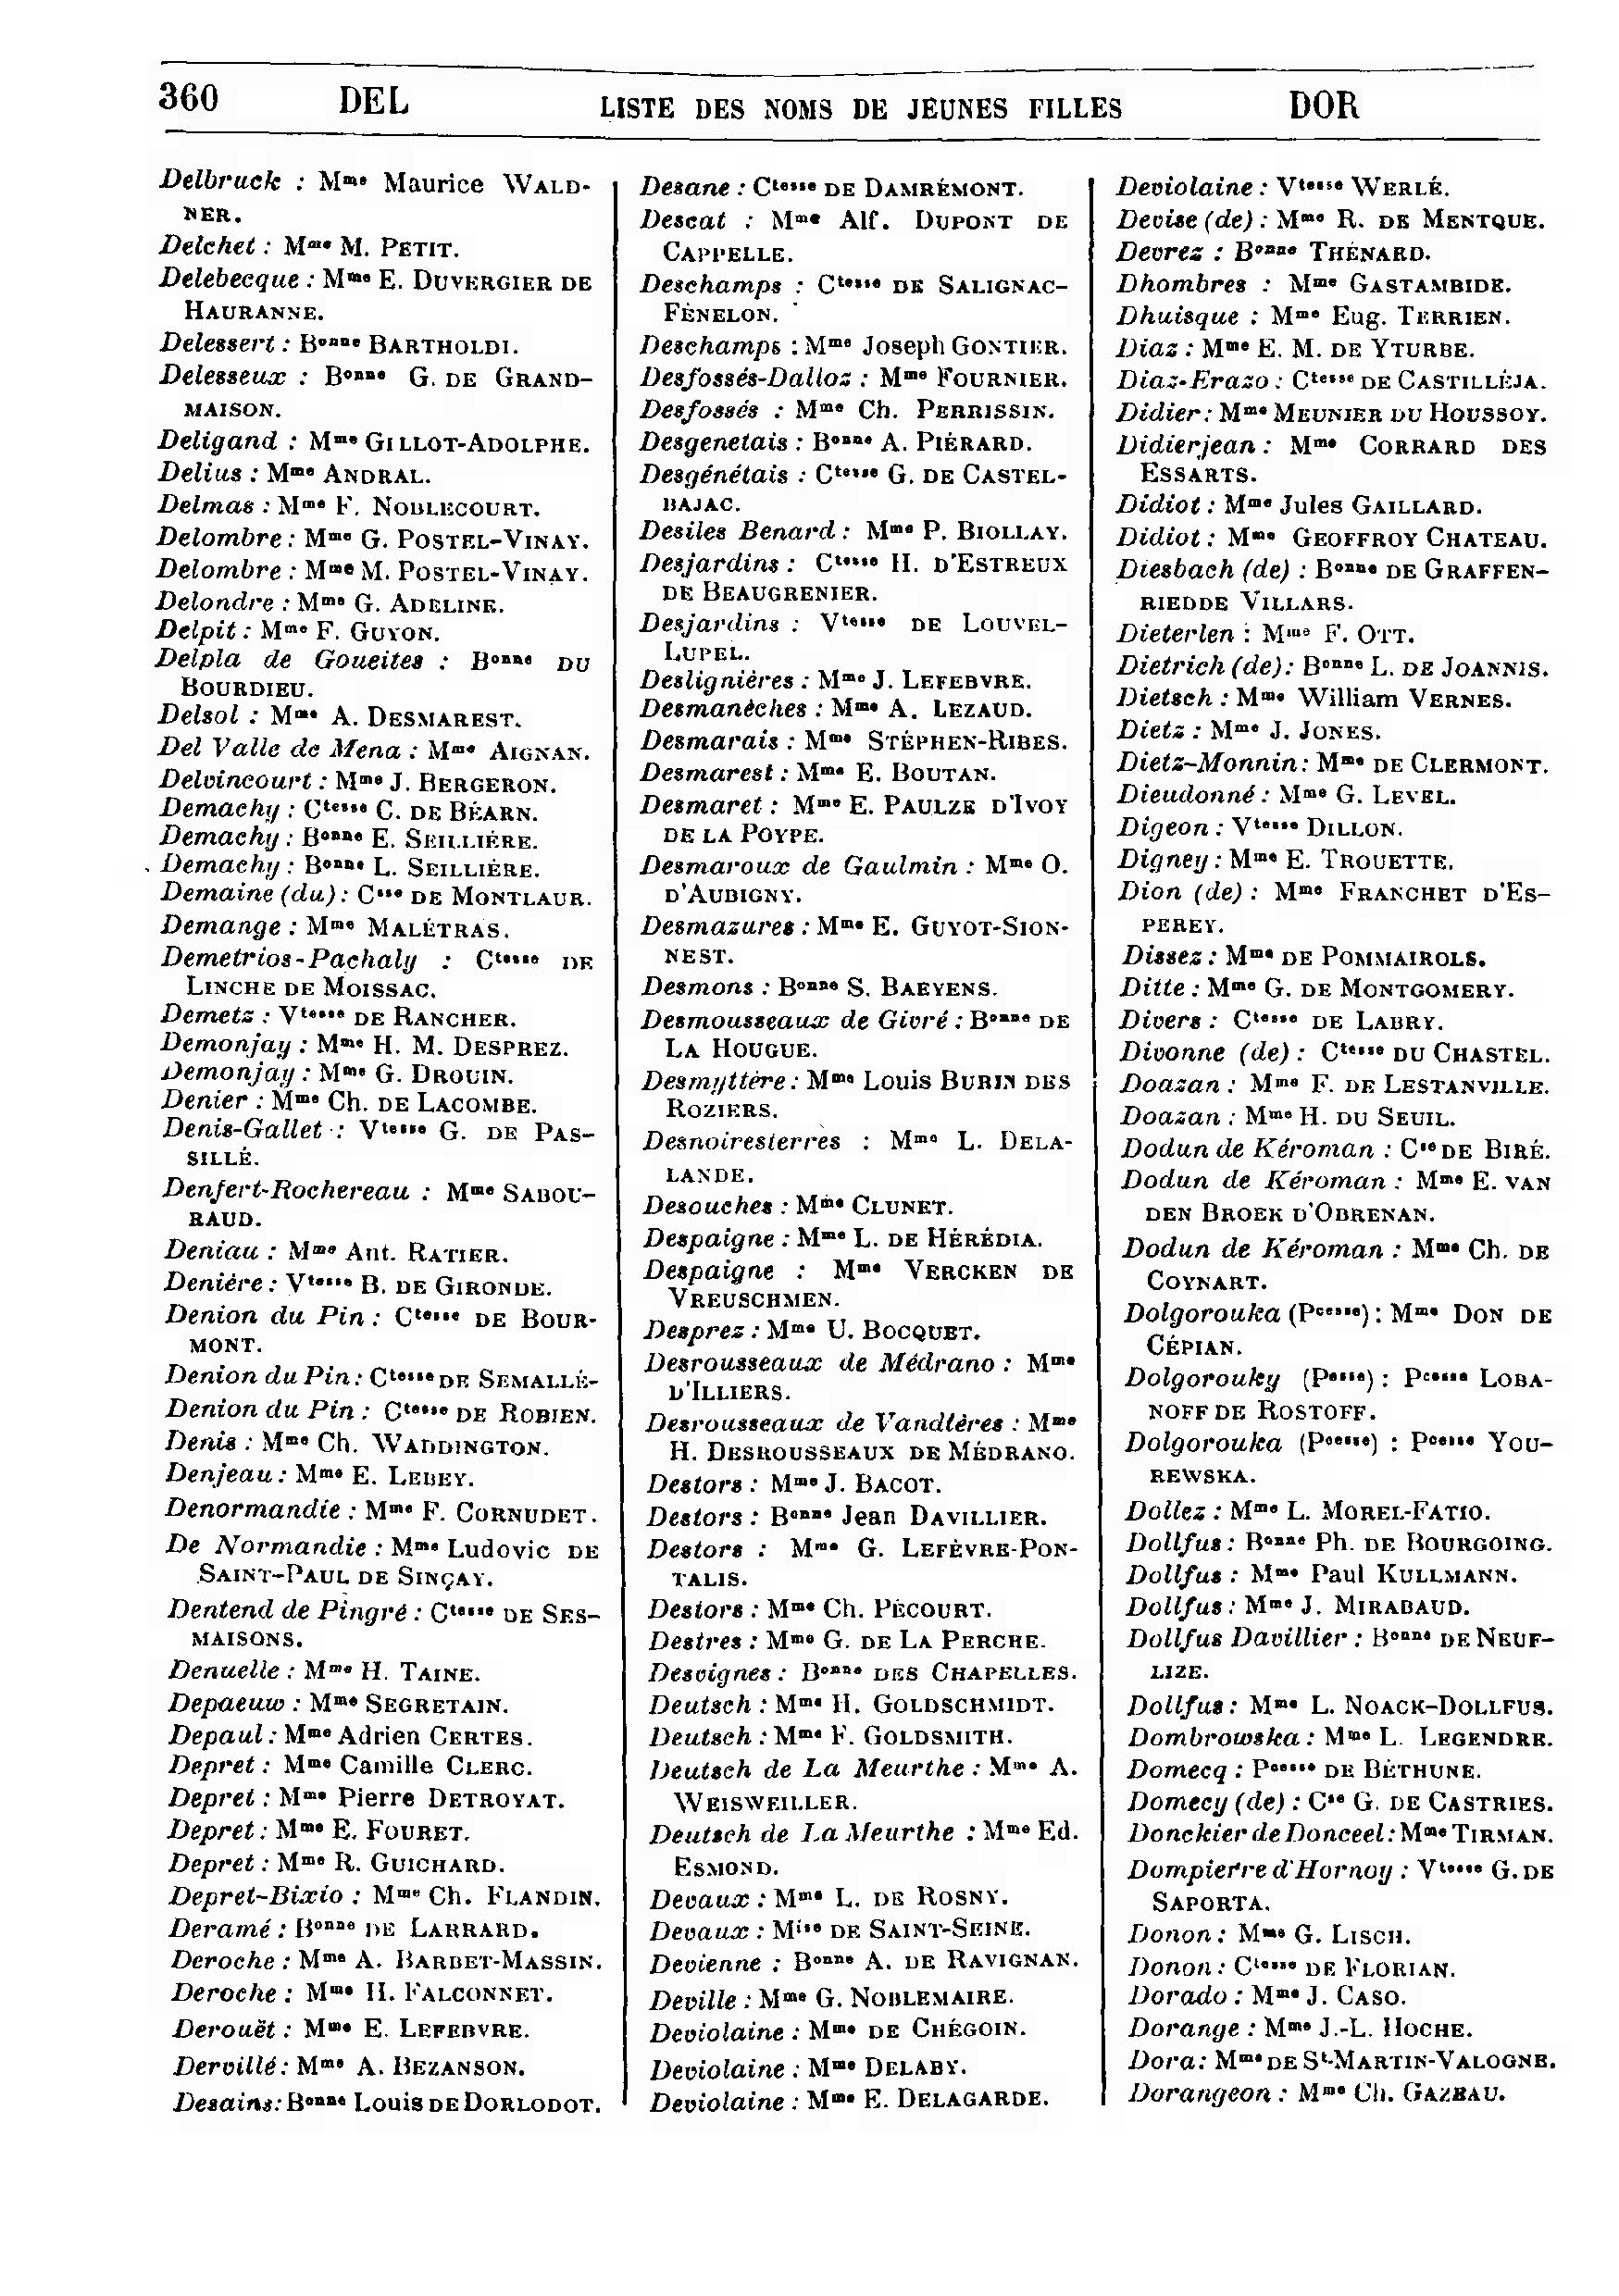 360 DEL LISTE DES NOMS DE JEUNES FILLES DOR
Delbruck : Mme Maurice WALD-
NER.
Delchet : Mme M. PETIT.
Delebecque : Mme E. DUVERGIER DE
HAURANNE.
Delessert : Bonne BARTHOLDI.
Delesseux : Bonne G. DE GRAND-
MAISON.
Deligand : Mme GILLOT-ADOLPHE.
Delius : Mme ANDRAL.
Delmas : Mme F. NOBLECOURT.
Delombre : Mme G. POSTEL-VINAY.
Delombre : Mme M. POSTEL-VINAY.
Delondre : Mme G. ADELINE.
Delpit : Mme F. GUYON.
Delpla de Goueites : Bonne DU
BOURDIEU.
Delsol : Mme A. DESMAREST.
Del Valle de Mena : Mme AIGNAN.
Delvincourt : Mme J. BERGERON.
Demachy : Ctesse C. DE BÉARN.
Demachy : Bonne E. SEILLIÈRE.
Demachy : Bonne L. SEILLIÈRE.
Demaine (du) : Csse DE MONTLAUR.
Demange : Mme MALÉTRAS.
Demetrios-Pachaly : Ctesse DE
LINCHE DE MOISSAC.
Demetz : Vtesse DE RANCHER.
Demonjay : Mme H. M. DESPREZ.
Demonjay : Mme G. DROUIN.
Denier : Mme Ch. DE LACOMBE.
Denis-Gallet : Vtesse G. DE PAS-
SILLÉ.
Denfert-Rochereau : Mme SABOU-
RAUD.
Deniau : Mme Ant. RATIER.
Denière : Vtesse B. DE GIRONDE.
Denion du Pin : Ctesse DE BOUR-
MONT.
Denion du Pin : Ctesse DE SEMALLÉ-
Denion du Pin : Ctesse DE ROBIEN.
Denis : Mme Ch. WADDINGTON.
Denjeau : Mme E. LEBEY.
Denormandie : Mme F. CORNUDET.
De Normandie : Mme Ludovic DE
SAINT-PAUL DE SINÇAY.
Dentend de Pingré : Ctesse DE SES-
MAISONS.
Denuelle : Mme H. TAINE.
Depaeuw : Mme SEGRETAIN.
Depaul : Mme Adrien CERTES.
Depret : Mme Camille CLERC.
Depret : Mme Pierre DETROYAT.
Depret : Mme E. FOURET.
Depret : Mme R. GUICHARD.
Depret-Bixio : Mme Ch. FLANDIN.
Deramé : Bonne DE LARRARD.
Deroche : Mme A. BARBET-MASSIN.
Deroche : Mme H. FALCONNET.
Derouët : Mme E. LEFEBVRE.
Dervillé : Mme A. BEZANSON.
Desains : Bonne Louis DE DORLODOT.
Desane : Ctesse DE DAMRÉMONT.
Descat : Mme Alf. DUPONT DE
CAPPELLE.
Deschamps : Ctesse DE SALIGNAC-
FÉNELON.
Deschamps : Mme Joseph GONTIER.
Desfossés-Dalloz : Mme FOURNIER.
Desfossés : Mme Ch. PERRISSIN.
Desgenetais : Bonne A. PIÉRARD.
Desgénétais : Ctesse G. DE CASTEL-
BAJAC.
Desiles Benard : Mme P. BIOLLAY.
Desjardins : Ctesse H. D'ESTREUX
DE BEAUGRENIER.
Desjardins : Vtesse DE LOUVEL-
LUPEL.
Deslignières : Mme J. LEFEBVRE.
Desmanèches : Mme A. LEZAUD.
Desmarais : Mme STÉPHEN-RIBES.
Desmarest : Mme E. BOUTAN.
Desmaret : Mme E. PAULZE D'IVOY
DE LA POYPE.
Desmaroux de Gaulmin : Mme O.
D'AUBIGNY.
Desmazures : Mme E. GUYOT-SION-
NEST.
Desmons : Bonne S. BAEYENS.
Desmousseaux de Givré : Bonne DE
LA HOUGUE.
Desmyttère : Mme Louis BURIN DES
ROZIERS.
Desnoiresterres : Mme L. DELA-
LANDE.
Desouches : Mme CLUNET.
Despaigne : Mme L. DE HÉRÉDIA.
Despaigne : Mme VERCKEN DE
VREUSCHMEN.
Desprez : Mme U. BOCQUET.
Desrousseaux de Médrano : Mme
D'ILLIERS.
Desrousseaux de Vandières : Mme
H. DESROUSSEAUX DE MÉDRANO.
Destors : Mme J. BACOT.
Destors : Bonne Jean DAVILLIER.
Destors : Mme G. LEFÈVRE-PON-
TALIS.
Destors : Mme Ch. PÉCOURT.
Destres : Mme G. DE LA PERCHE.
Desvignes : Bonne DES CHAPELLES.
Deutsch : Mme H. GOLDSCHMIDT.
Deutsch : Mme F. GOLDSMITH.
Deutsch de La Meurthe : Mme A.
WEISWEILLER.
Deutsch de La Meurthe : Mme Ed.
ESMOND.
Devaux : Mme L. DE ROSNY.
Devaux : Mise DE SAINT-SEINE.
Devienne : Bonne A. DE RAVIGNAN.
Deville : Mme G. NOBLEMAIRE.
Deviolaine : Mme DE CHÉGOIN.
Deviolaine : Mme DELABY.
Deviolaine : Mme E. DELAGARDE.
Deviolaine : Vtesse WERLÉ.
Devise (de) : Mme R. DE MENTQUE.
Devrez : Bonne THÉNARD.
Dhombres : Mme GASTAMBIDE.
Dhuisque : Mme Eug. TERRIEN.
Diaz : Mme E. M. DE YTURBE.
Diaz-Erazo : Ctesse DE CASTILLÉJA.
Didier : Mme MEUNIER DU HOUSSOY.
Didierjean : Mme CORRARD DES
ESSARTS.
Didiot : Mme Jules GAILLARD.
Didiot : Mme GEOFFROY CHATEAU.
Diesbach (de) : Bonne DE GRAFFEN-
RIEDDE VILLARS.
Dieterlen : Mme F. OTT.
Dietrich (de) : Bonne L. DE JOANNIS.
Dietsch : Mme William VERNES.
Dietz : Mme J. JONES.
Dietz-Monnin : Mme DE CLERMONT.
Dieudonné : Mme G. LEVEL.
Digeon : Vtesse DILLON.
Digney : Mme E. TROUETTE.
Dion (de) : Mme FRANCHET D'ES-
PEREY.
Dissez : Mme DE POMMAIROLS.
Ditte : Mme G. DE MONTGOMERY.
Divers : Ctesse DE LABRY.
Divonne (de) : Ctesse DU CHASTEL.
Doazan : Mme F. DE LESTANVILLE.
Doazan : Mme H. DU SEUIL.
Dodun de Kéroman : Cse DE BIRÉ.
Dodun de Kéroman : Mme E. VAN
DEN BROEK D'OBRENAN.
Dodun de Kéroman : Mme Ch. DE
COYNART.
Dolgorouka (Pcesse) : Mme DON DE
CÉPIAN.
Dolgorouky (Pesse) : Pcesse LOBA-
NOFF DE ROSTOFF.
Dolgorouka (Pcesse) : Pcesse YOU-
REWSKA.
Dollez : Mme L. MOREL-FATIO.
Dollfus : Bonne Ph. DE BOURGOING.
Dollfus : Mme Paul KULLMANN.
Dollfus : Mme J. MIRABAUD.
Dollfus Davillier : Bonne DE NEUF-
LIZE.
Dollfus : Mme L. NOACK-DOLLFUS.
Dombrowska : Mme L. LEGENDRE.
Domecq : Pcesse DE BÉTHUNE.
Domecy (de) : Cse G. DE CASTRIES.
Donckier de Donceel : Mme TIRMAN.
Dompierre d'Hornoy : Vtesse G. DE
SAPORTA.
Donon : Mme G. LISCH.
Donon : Ctesse DE FLORIAN.
Dorado : Mme J. CASO.
Dorange : Mme J.-L. HOCHE.
Dora : Mme DE St-MARTIN-VALOGNE.
Dorangeon : Mme Ch. GAZEAU.